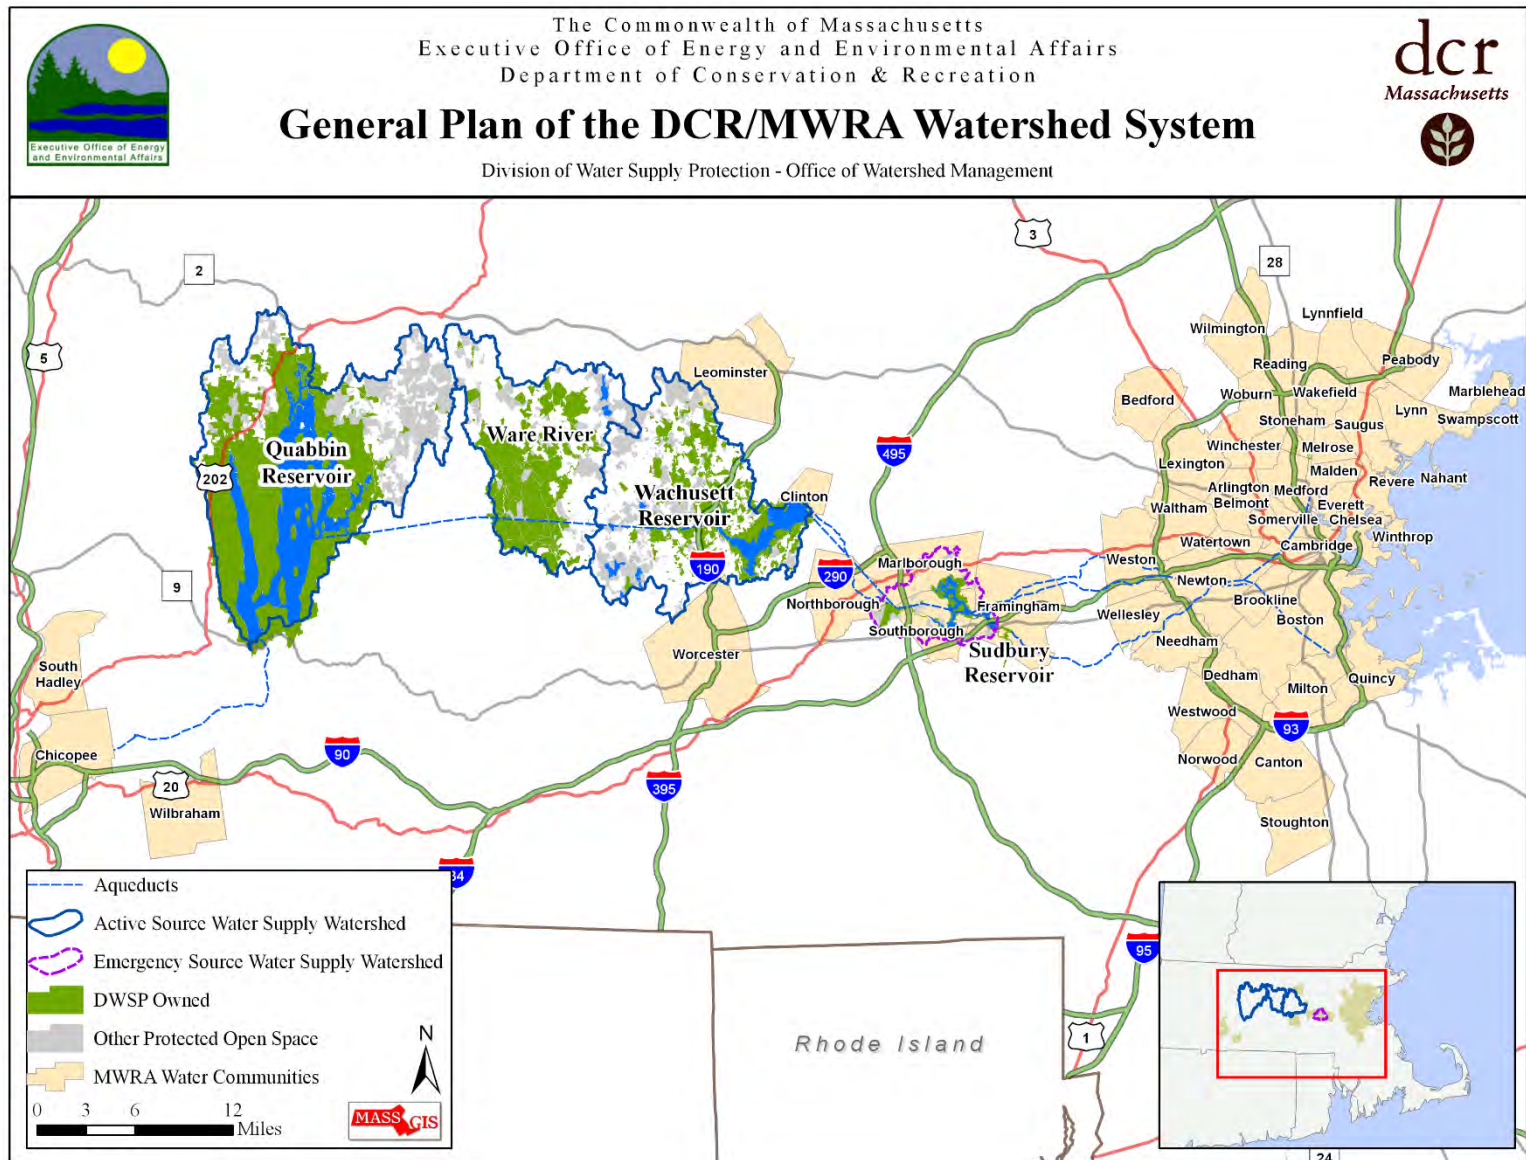 The Commonwealth of Massachusetts
Executive Office of Energy and Environmental Affairs
Department of Conservation & Recreation
General Plan of the DCR/MWRA Watershed System
Division of Water Supply Protection - Office of Watershed Management
Executive Office of Energy
and Environmental Affairs
dcr
Massachusetts
3
28
2
5
Lynnfield
Wilmington
Reading
Peabody
Leominster
Marblehead
Bedford
Woburn
Wakefield
Lynn
Swampscott
Stoneham
Saugus
Ware River
Winchester
Melrose
Quabbin
Reservoir
495
Lexington
Malden
202
Revere
Nahant
Arlington
Medford
Wachusett
Reservoir
Clinton
Belmont
Everett
Waltham
Somerville
Chelsea
Watertown
Cambridge
Winthrop
190
290
Marlborough
Weston
9
Newton
Northborough
Framingham
Brookline
Wellesley
Boston
Southborough
Needham
Sudbury
Reservoir
Worcester
South
Hadley
Dedham
Milton
Quincy
Westwood
93
Chicopee
90
Norwood
Canton
20
395
Wilbraham
Stoughton
84
95
1
24
Rhode Island
Aqueducts
Active Source Water Supply Watershed
Emergency Source Water Supply Watershed
DWSP Owned
Other Protected Open Space
MWRA Water Communities
N
0 3 6 12
Miles
MASS GIS